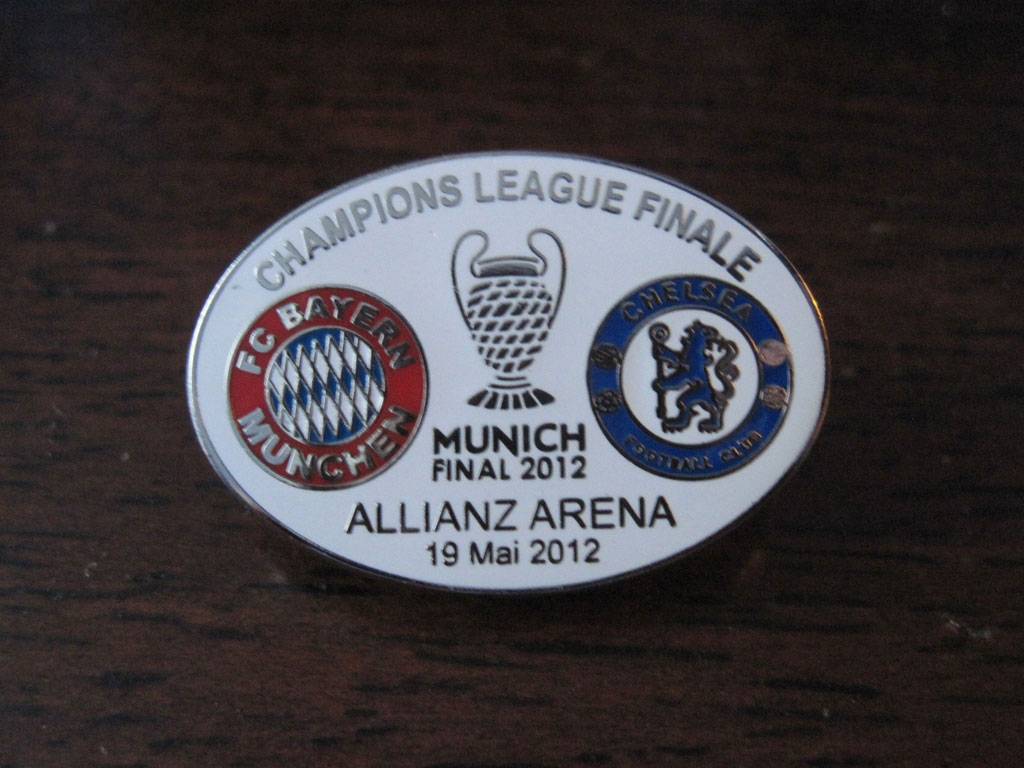 CHAMPIONS LEAGUE FINALE
FC BAYERN
MÜNCHEN
CHELSEA
FOOTBALL CLUB
MUNICH
FINAL 2012
ALLIANZ ARENA
19 Mai 2012